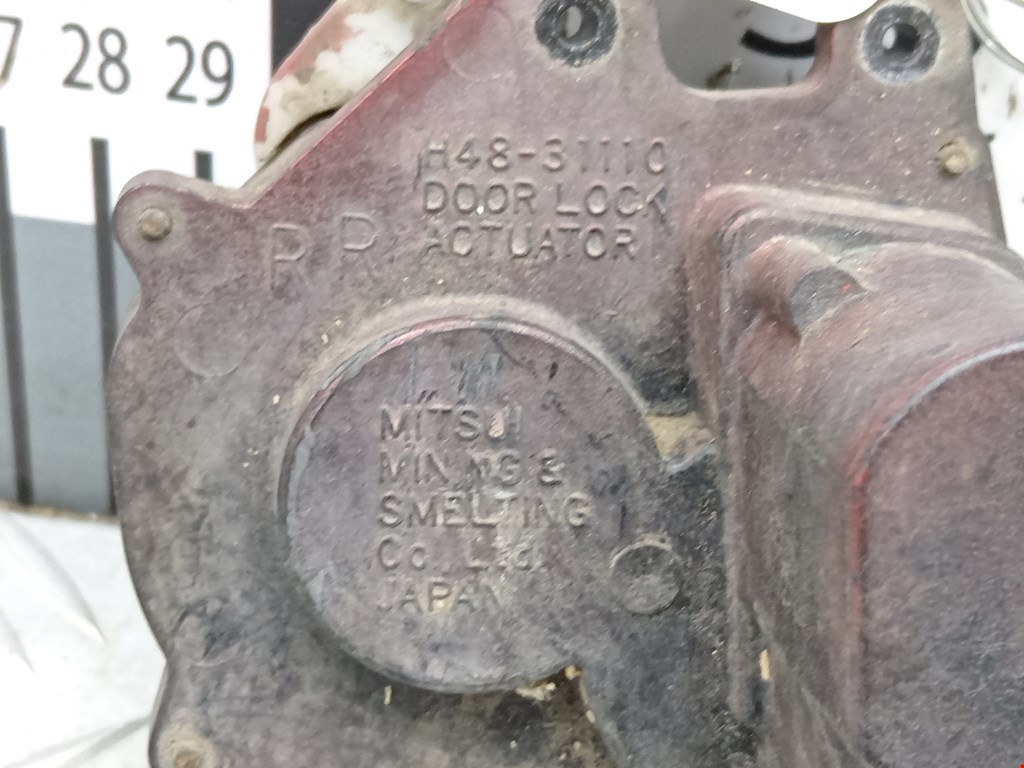 7 28 29
H48-31110
DOOR LOCK
ACTUATOR
RR
MITSUI
MINING &
SMELTING
Co. Ltd.
JAPAN